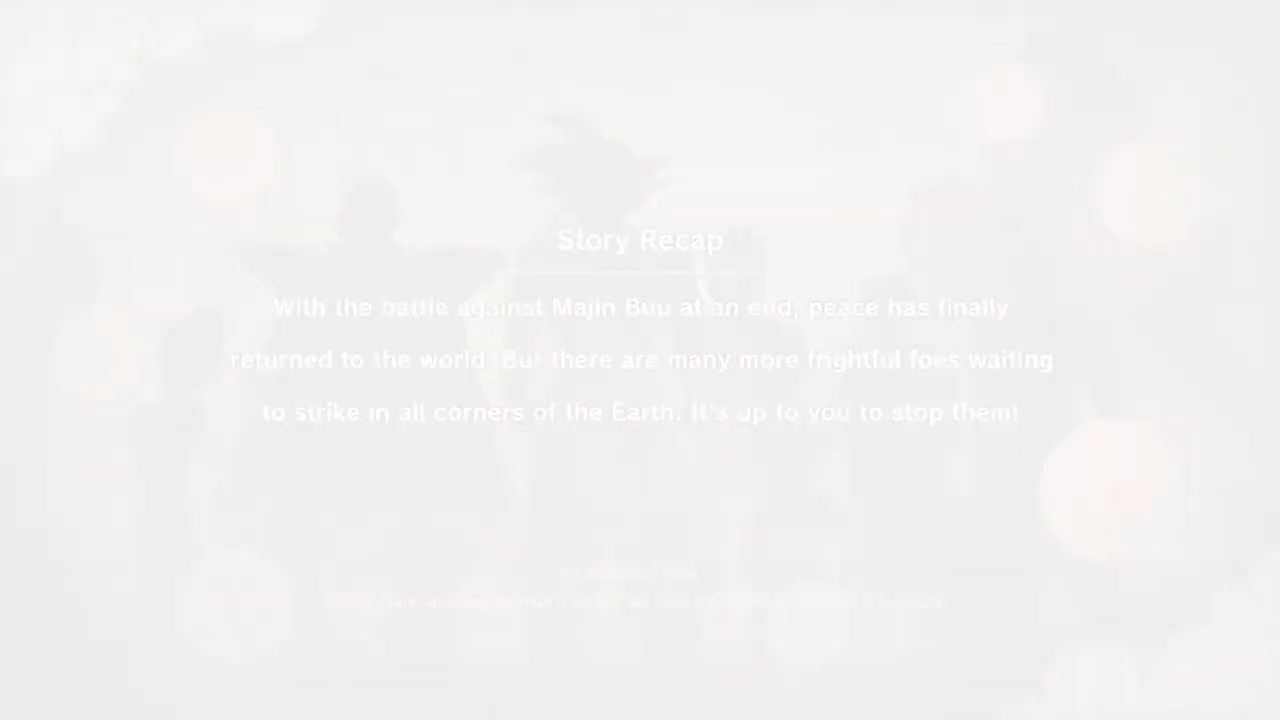 Story Recap
With the battle against Majin Buu at an end, peace has finally
returned to the world. But there are many more frightful foes waiting
to strike in all corners of the Earth. It's up to you to stop them!